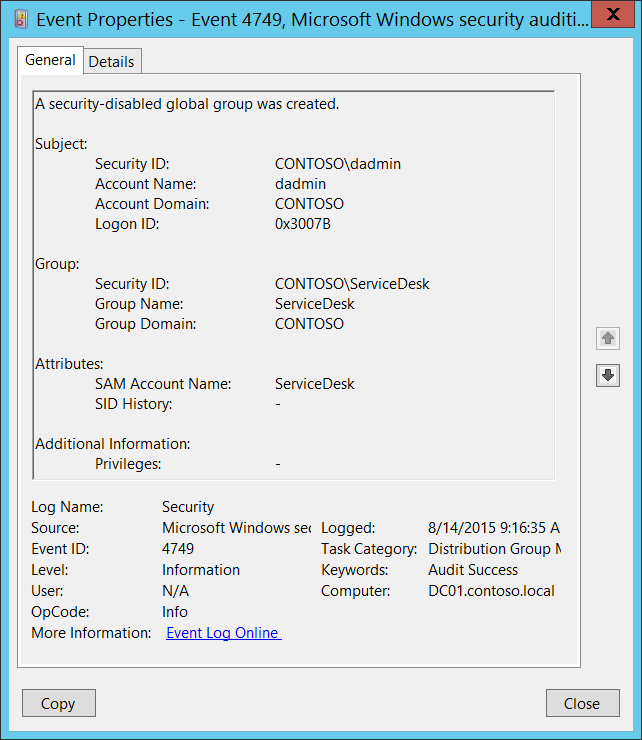 Event Properties - Event 4749, Microsoft Windows security auditi...
X
General
Details
A security-disabled global group was created.
Subject:
Security ID: CONTOSO\dadmin
Account Name: dadmin
Account Domain: CONTOSO
Logon ID: 0x3007B
Group:
Security ID: CONTOSO\ServiceDesk
Group Name: ServiceDesk
Group Domain: CONTOSO
Attributes:
SAM Account Name: ServiceDesk
SID History: -
Additional Information:
Privileges: -
Log Name: Security
Source: Microsoft Windows sec Logged: 8/14/2015 9:16:35 A
Event ID: 4749 Task Category: Distribution Group M
Level: Information Keywords: Audit Success
User: N/A Computer: DC01.contoso.local
OpCode: Info
More Information: Event Log Online
Copy
Close